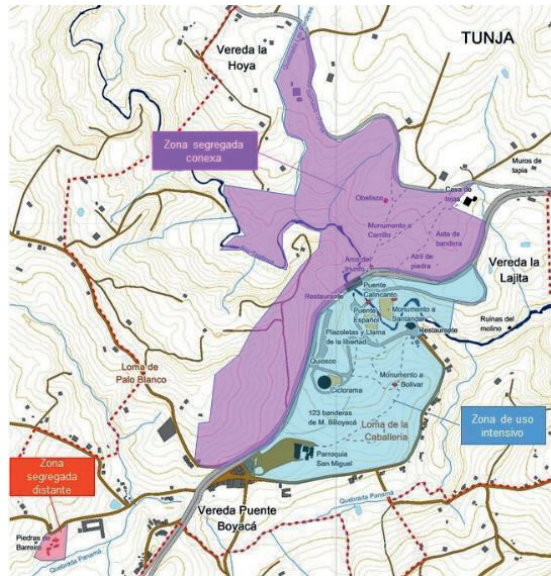 TUNJA
Vereda la
Hoya
Zona segregada
conexa
Muros de
tapia
Casa de
Obelisco
Monumento a
Carrillo
Asta de
bandera
Atril de
piedra
Vereda la
Lajita
Arco del
triunfo
Puente
Calincanto
Restaurante
Puente
Español
Monumento a
Santander
Ruinas del
molino
Restaurante
Plazoletas y Llama
de la libertad
Quiosco
Monumento a
Bolívar
Ciclorama
Loma de
Palo Blanco
123 banderas
de M. Biboyacá
Loma de la
Caballería
Zona de uso
intensivo
Parroquia
San Miguel
Zona
segregada
distante
Vereda Puente
Boyacá
Quebrada Panamá
Piedras de
Barreiro
Quebrada Panamá